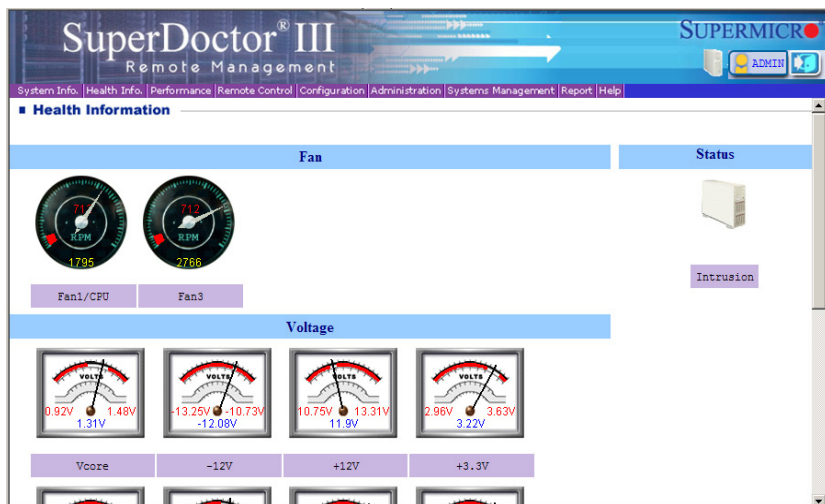 SuperDoctor® III
Remote Management
SUPERMICRO
ADMIN
System Info. Health Info. Performance Remote Control Configuration Administration Systems Management Report Help
Health Information
Fan
Status
712
RPM
1795
712
RPM
2766
Fan1/CPU Fan3
Intrusion
Voltage
VOLTS VOLTS VOLTS VOLTS
0.92V 1.48V -13.25V -10.73V 10.75V 13.31V 2.96V 3.63V
1.31V -12.08V 11.9V 3.22V
Vcore -12V +12V +3.3V